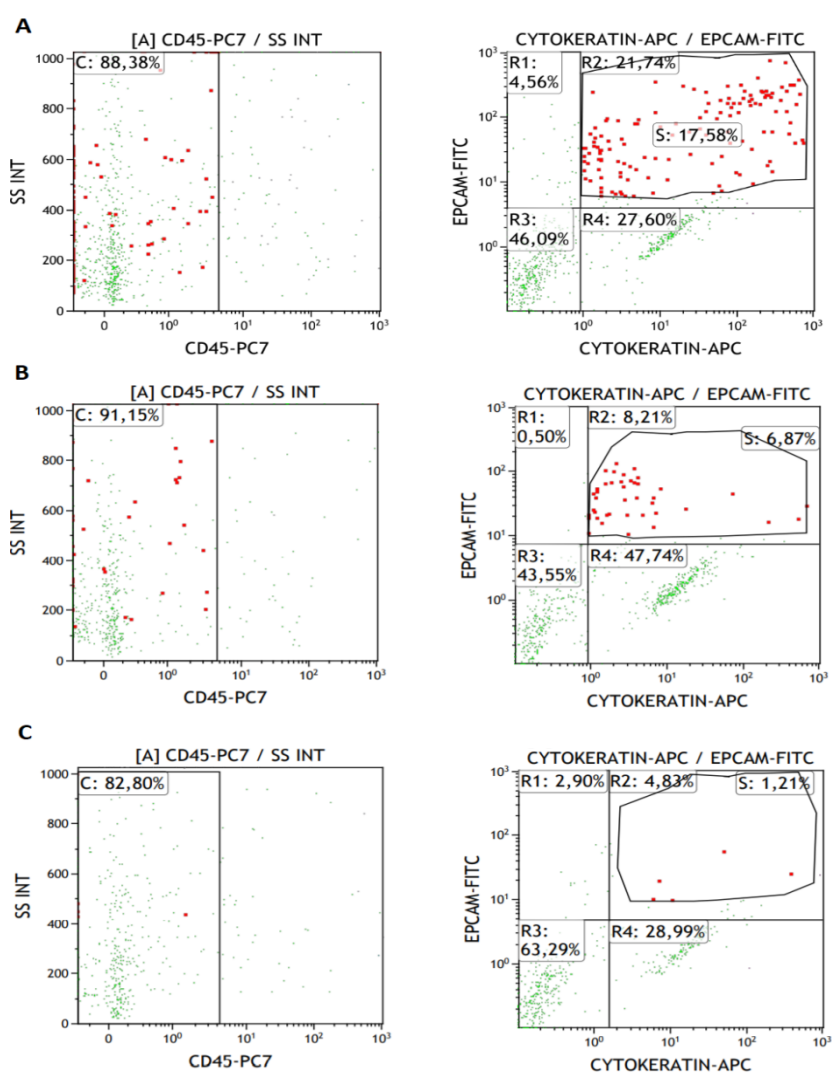 A
[A] CD45-PC7 / SS INT
C: 88,38%
1000
800
600
400
200
0
SS INT
0
10⁰
10¹
10²
10³
CD45-PC7
CYTOKERATIN-APC / EPCAM-FITC
R1:
4,56%
R2: 21,74%
S: 17,58%
R3:
46,09%
R4: 27,60%
10³
10²
10¹
10⁰
EPCAM-FITC
10⁰
10¹
10²
10³
CYTOKERATIN-APC
B
[A] CD45-PC7 / SS INT
C: 91,15%
1000
800
600
400
200
0
SS INT
0
10⁰
10¹
10²
10³
CD45-PC7
CYTOKERATIN-APC / EPCAM-FITC
R1:
0,50%
R2: 8,21%
S: 6,87%
R3:
43,55%
R4: 47,74%
10³
10²
10¹
10⁰
EPCAM-FITC
10⁰
10¹
10²
10³
CYTOKERATIN-APC
C
[A] CD45-PC7 / SS INT
C: 82,80%
1000
800
600
400
200
0
SS INT
0
10⁰
10¹
10²
10³
CD45-PC7
CYTOKERATIN-APC / EPCAM-FITC
R1: 2,90%
R2: 4,83%
S: 1,21%
R3:
63,29%
R4: 28,99%
10³
10²
10¹
10⁰
EPCAM-FITC
10⁰
10¹
10²
10³
CYTOKERATIN-APC